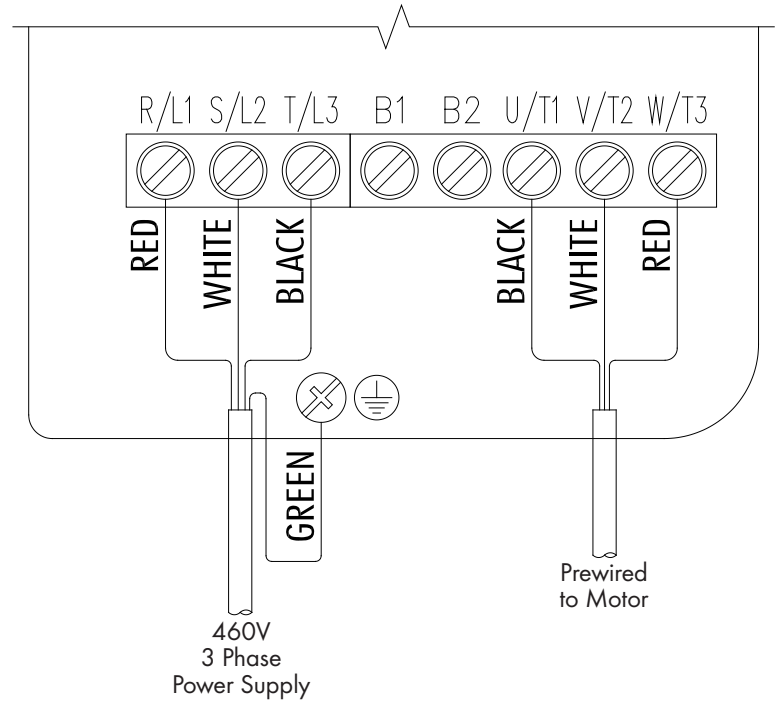 R/L1 S/L2 T/L3 B1 B2 U/T1 V/T2 W/T3
RED
WHITE
BLACK
BLACK
WHITE
RED
GREEN
Prewired
to Motor
460V
3 Phase
Power Supply